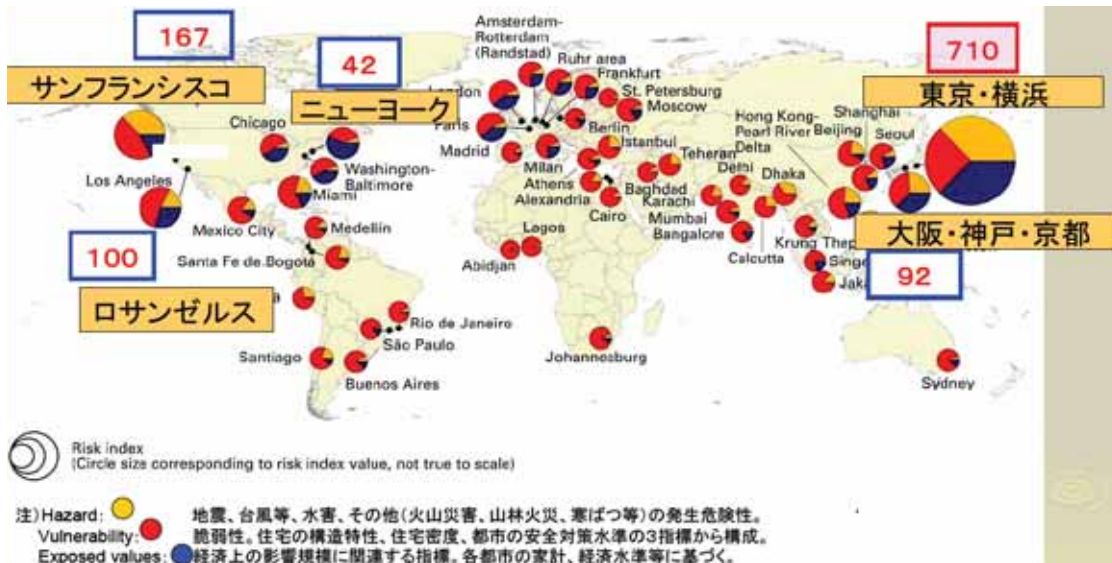 167
サンフランシスコ
42
ニューヨーク
710
東京・横浜
Amsterdam-
Rotterdam
(Randstad)
Ruhr area
Frankfurt
St. Petersburg
Moscow
London
Paris
Berlin
Madrid
Milan
Istanbul
Athens
Alexandria
Cairo
Baghdad
Teheran
Karachi
Delhi
Mumbai
Bangalore
Dhaka
Calcutta
Hong Kong-
Pearl River
Delta
Beijing
Shanghai
Seoul
Chicago
Los Angeles
Washington-
Baltimore
Miami
Mexico City
Medellín
Santa Fe de Bogotá
100
ロサンゼルス
Lagos
Abidjan
Krung Thep
大阪・神戸・京都
92
Rio de Janeiro
São Paulo
Santiago
Buenos Aires
Johannesburg
Sydney
Risk index
(Circle size corresponding to risk index value, not true to scale)
注)Hazard: 地震、台風等、水害、その他(火山災害、山林火災、寒ばつ等)の発生危険性。
Vulnerability: 脆弱性。住宅の構造特性、住宅密度、都市の安全対策水準の3指標から構成。
Exposed values: 経済上の影響規模に関連する指標。各都市の家計、経済水準等に基づく。